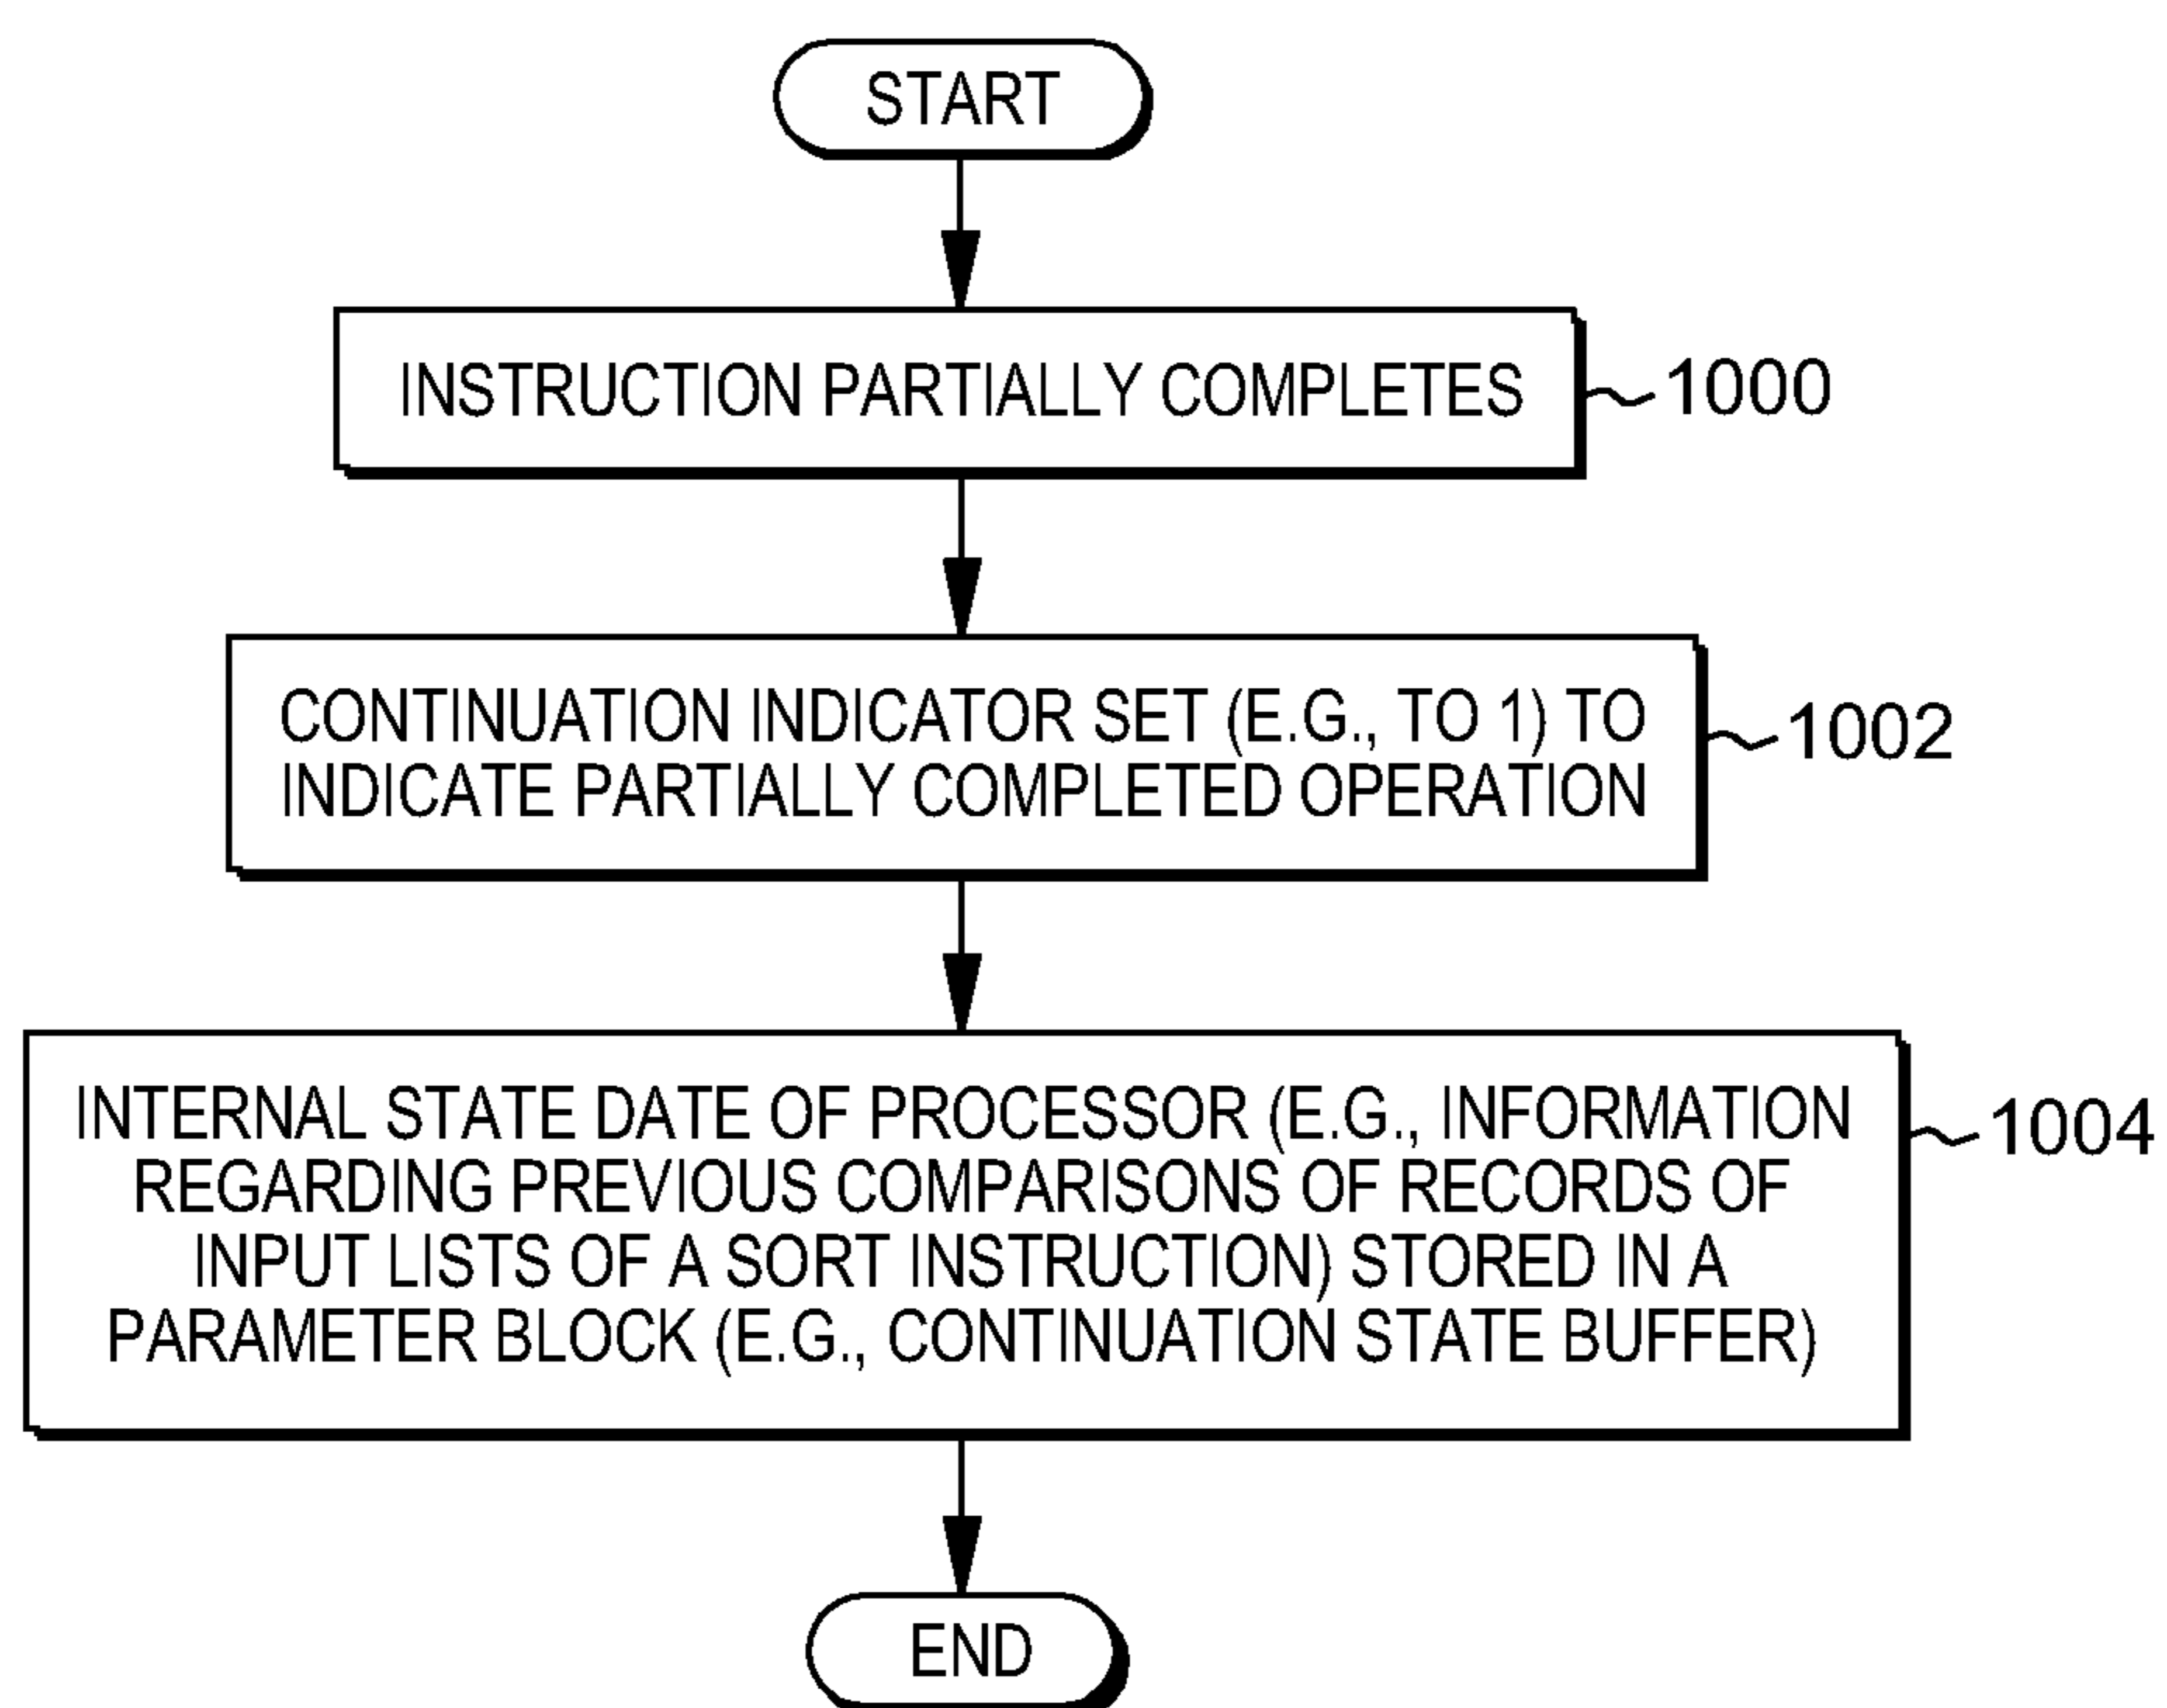 START
INSTRUCTION PARTIALLY COMPLETES
1000
CONTINUATION INDICATOR SET (E.G., TO 1) TO
INDICATE PARTIALLY COMPLETED OPERATION
1002
INTERNAL STATE DATE OF PROCESSOR (E.G., INFORMATION
REGARDING PREVIOUS COMPARISONS OF RECORDS OF
INPUT LISTS OF A SORT INSTRUCTION) STORED IN A
PARAMETER BLOCK (E.G., CONTINUATION STATE BUFFER)
1004
END